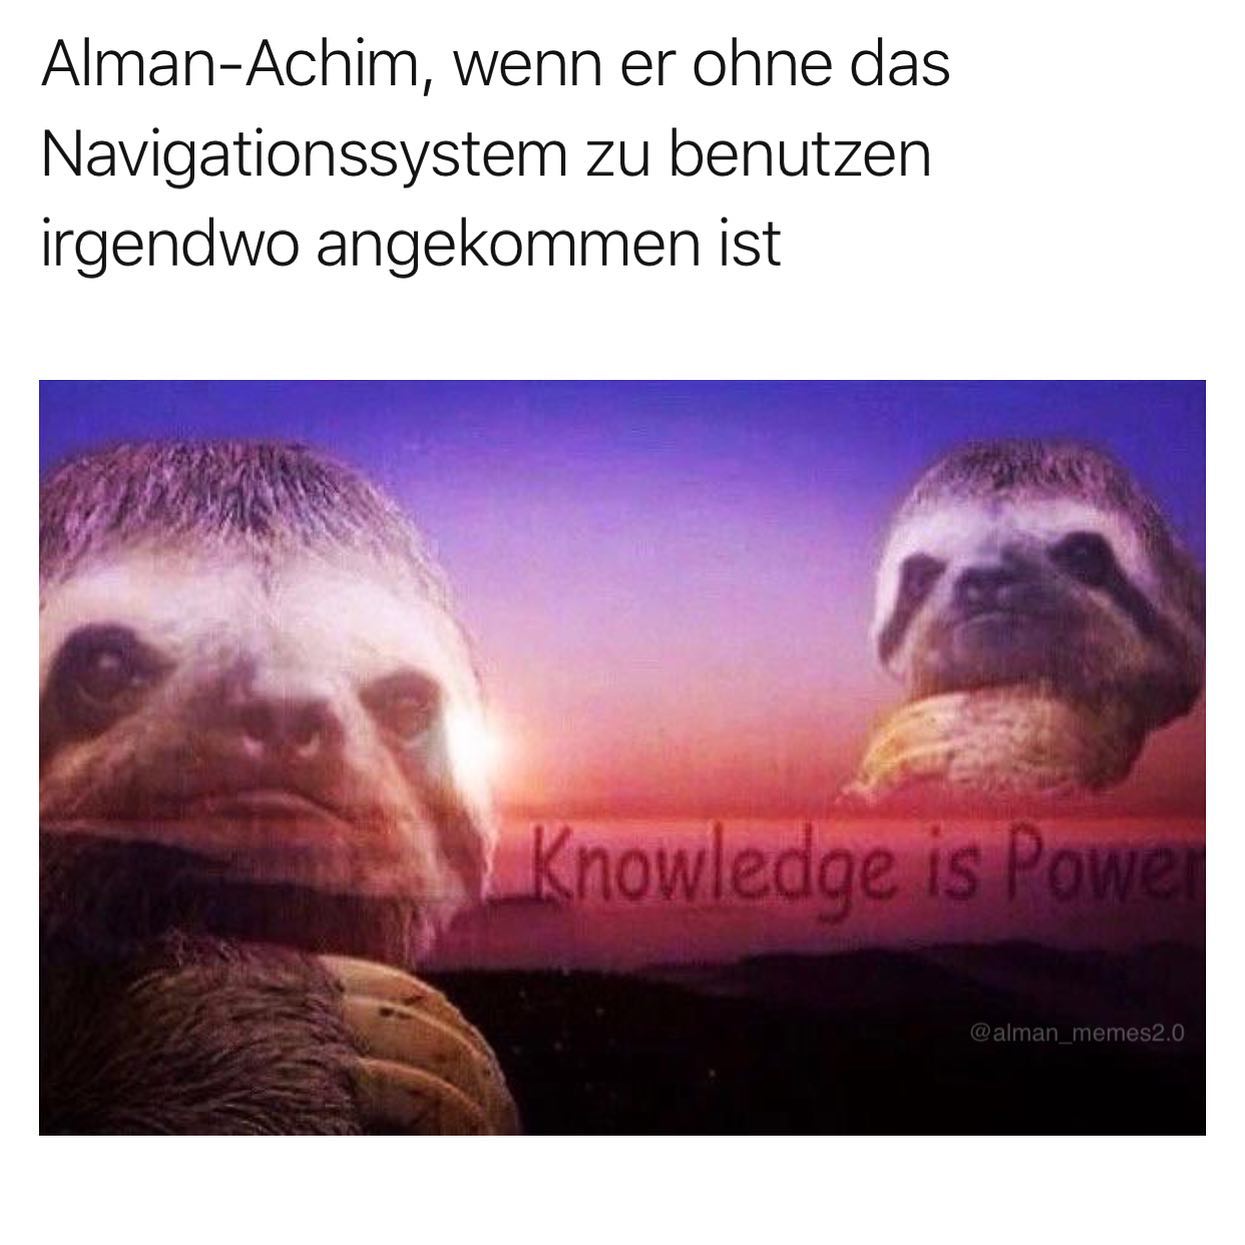 Alman-Achim, wenn er ohne das
Navigationssystem zu benutzen
irgendwo angekommen ist
Knowledge is Power
@alman_memes2.0